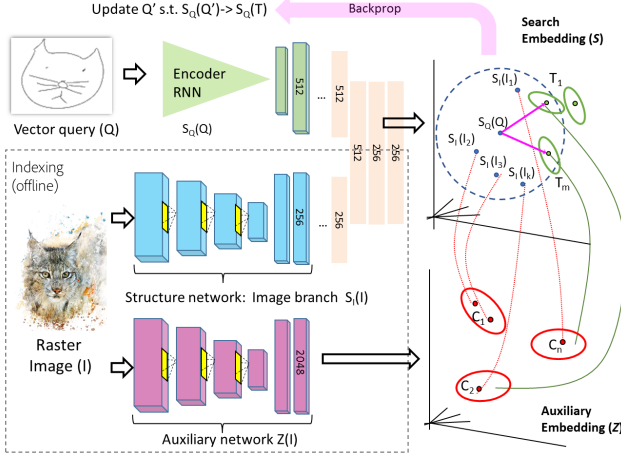 Update Q' s.t. S_Q(Q')-> S_Q(T)
Backprop
Search
Embedding (S)
Encoder
RNN
S_Q(Q)
Vector query (Q)
512
...
512
512
256
256
S_I(I_1)
T_1
S_Q(Q)
S_I(I_2)
S_I(I_3)
S_I(I_k)
T_m
Indexing
(offline)
256
...
256
Structure network: Image branch S_I(I)
Raster
Image (I)
2048
Auxiliary network Z(I)
C_1
C_n
C_2
Auxiliary
Embedding (Z)